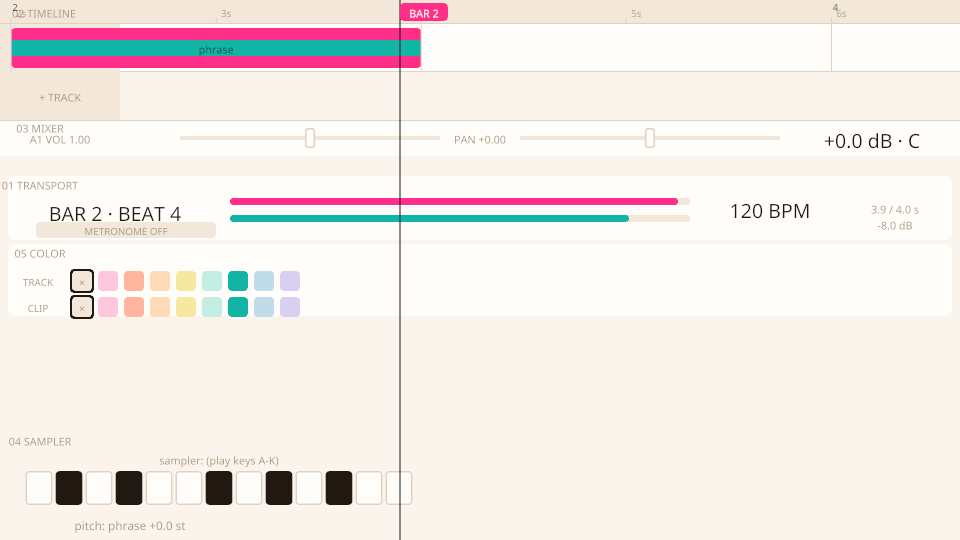 2 4
02 TIMELINE
2s 3s BAR 2 5s 6s
phrase
+ TRACK
03 MIXER
A1 VOL 1.00 PAN +0.00 +0.0 dB · C
01 TRANSPORT
BAR 2 · BEAT 4 120 BPM 3.9 / 4.0 s
METRONOME OFF -8.0 dB
05 COLOR
TRACK ×
CLIP ×
04 SAMPLER
sampler: (play keys A-K)
pitch: phrase +0.0 st